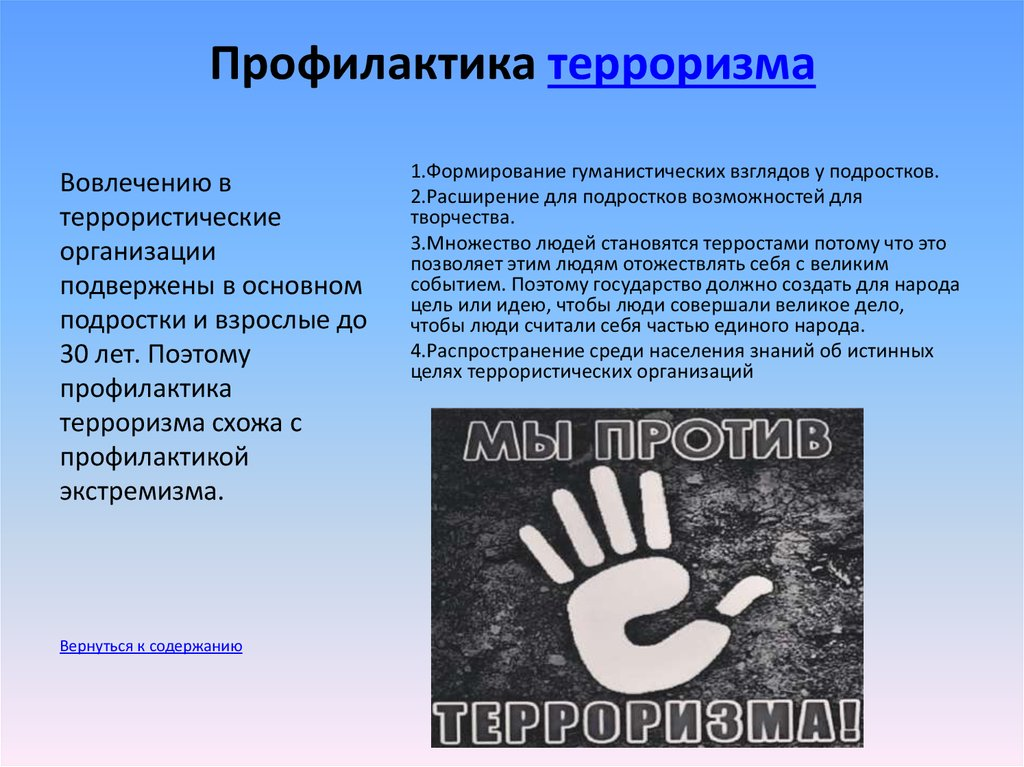 Профилактика терроризма
Вовлечению в
террористические
организации
подвержены в основном
подростки и взрослые до
30 лет. Поэтому
профилактика
терроризма схожа с
профилактикой
экстремизма.
Вернуться к содержанию
1.Формирование гуманистических взглядов у подростков.
2.Расширение для подростков возможностей для
творчества.
3.Множество людей становятся терростами потому что это
позволяет этим людям отожествлять себя с великим
событием. Поэтому государство должно создать для народа
цель или идею, чтобы люди совершали великое дело,
чтобы люди считали себя частью единого народа.
4.Распространение среди населения знаний об истинных
целях террористических организаций
МЫ ПРОТИВ
ТЕРРОРИЗМА!